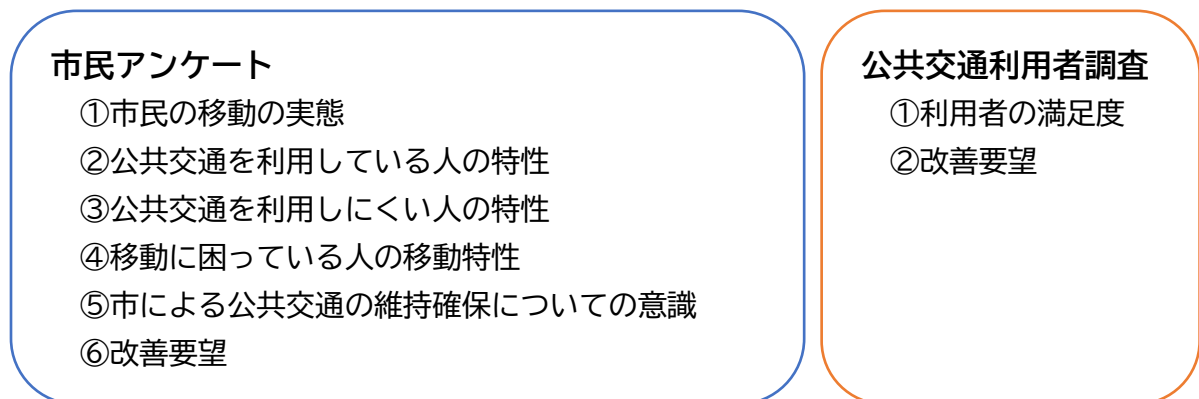 市民アンケート
①市民の移動の実態
②公共交通を利用している人の特性
③公共交通を利用しにくい人の特性
④移動に困っている人の移動特性
⑤市による公共交通の維持確保についての意識
⑥改善要望
公共交通利用者調査
①利用者の満足度
②改善要望